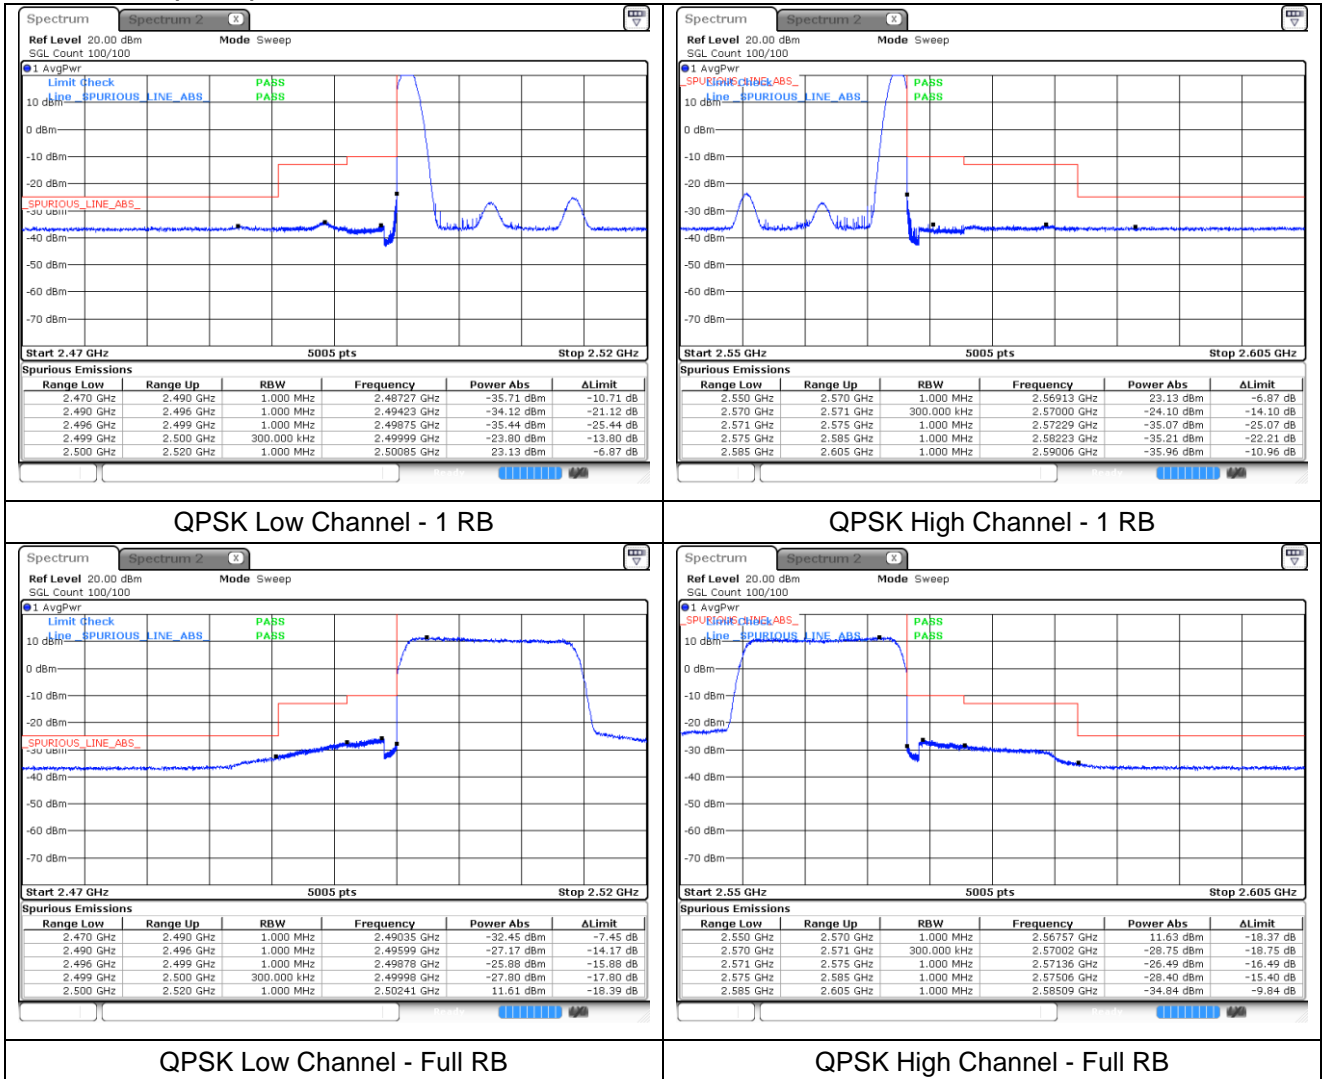 Spectrum Spectrum 2 X
Ref Level 20.00 dBm Mode Sweep
SGL Count 100/100
1 AvgPwr
Limit Check PASS
Line _SPURIOUS_LINE_ABS_ PASS
10 dBm
0 dBm
-10 dBm
-20 dBm
_SPURIOUS_LINE_ABS_
-30 dBm
-40 dBm
-50 dBm
-60 dBm
-70 dBm
Start 2.47 GHz 5005 pts Stop 2.52 GHz
Spurious Emissions
Range Low Range Up RBW Frequency Power Abs ΔLimit
2.470 GHz 2.490 GHz 1.000 MHz 2.48727 GHz -35.71 dBm -10.71 dB
2.490 GHz 2.496 GHz 1.000 MHz 2.49423 GHz -34.12 dBm -21.12 dB
2.496 GHz 2.499 GHz 1.000 MHz 2.49875 GHz -35.44 dBm -25.44 dB
2.499 GHz 2.500 GHz 300.000 kHz 2.49999 GHz -23.80 dBm -13.80 dB
2.500 GHz 2.520 GHz 1.000 MHz 2.50085 GHz 23.13 dBm -6.87 dB
QPSK Low Channel - 1 RB
Spectrum Spectrum 2 X
Ref Level 20.00 dBm Mode Sweep
SGL Count 100/100
1 AvgPwr
_SPURIOUS_LINE_ABS_
Limit Check PASS
Line _SPURIOUS_LINE_ABS_ PASS
10 dBm
0 dBm
-10 dBm
-20 dBm
-30 dBm
-40 dBm
-50 dBm
-60 dBm
-70 dBm
Start 2.55 GHz 5005 pts Stop 2.605 GHz
Spurious Emissions
Range Low Range Up RBW Frequency Power Abs ΔLimit
2.550 GHz 2.570 GHz 1.000 MHz 2.56913 GHz 23.13 dBm -6.87 dB
2.570 GHz 2.571 GHz 300.000 kHz 2.57000 GHz -24.10 dBm -14.10 dB
2.571 GHz 2.575 GHz 1.000 MHz 2.57229 GHz -35.07 dBm -25.07 dB
2.575 GHz 2.585 GHz 1.000 MHz 2.58223 GHz -35.21 dBm -22.21 dB
2.585 GHz 2.605 GHz 1.000 MHz 2.59006 GHz -35.96 dBm -10.96 dB
QPSK High Channel - 1 RB
Spectrum Spectrum 2 X
Ref Level 20.00 dBm Mode Sweep
SGL Count 100/100
1 AvgPwr
Limit Check PASS
Line _SPURIOUS_LINE_ABS_ PASS
10 dBm
0 dBm
-10 dBm
-20 dBm
_SPURIOUS_LINE_ABS_
-30 dBm
-40 dBm
-50 dBm
-60 dBm
-70 dBm
Start 2.47 GHz 5005 pts Stop 2.52 GHz
Spurious Emissions
Range Low Range Up RBW Frequency Power Abs ΔLimit
2.470 GHz 2.490 GHz 1.000 MHz 2.49035 GHz -32.45 dBm -7.45 dB
2.490 GHz 2.496 GHz 1.000 MHz 2.49599 GHz -27.17 dBm -14.17 dB
2.496 GHz 2.499 GHz 1.000 MHz 2.49878 GHz -25.88 dBm -15.88 dB
2.499 GHz 2.500 GHz 300.000 kHz 2.49998 GHz -27.80 dBm -17.80 dB
2.500 GHz 2.520 GHz 1.000 MHz 2.50241 GHz 11.61 dBm -18.39 dB
QPSK Low Channel - Full RB
Spectrum Spectrum 2 X
Ref Level 20.00 dBm Mode Sweep
SGL Count 100/100
1 AvgPwr
_SPURIOUS_LINE_ABS_
Limit Check PASS
Line _SPURIOUS_LINE_ABS_ PASS
10 dBm
0 dBm
-10 dBm
-20 dBm
-30 dBm
-40 dBm
-50 dBm
-60 dBm
-70 dBm
Start 2.55 GHz 5005 pts Stop 2.605 GHz
Spurious Emissions
Range Low Range Up RBW Frequency Power Abs ΔLimit
2.550 GHz 2.570 GHz 1.000 MHz 2.56757 GHz 11.63 dBm -18.37 dB
2.570 GHz 2.571 GHz 300.000 kHz 2.57002 GHz -28.75 dBm -18.75 dB
2.571 GHz 2.575 GHz 1.000 MHz 2.57136 GHz -26.49 dBm -16.49 dB
2.575 GHz 2.585 GHz 1.000 MHz 2.57506 GHz -28.40 dBm -15.40 dB
2.585 GHz 2.605 GHz 1.000 MHz 2.58509 GHz -34.84 dBm -9.84 dB
QPSK High Channel - Full RB